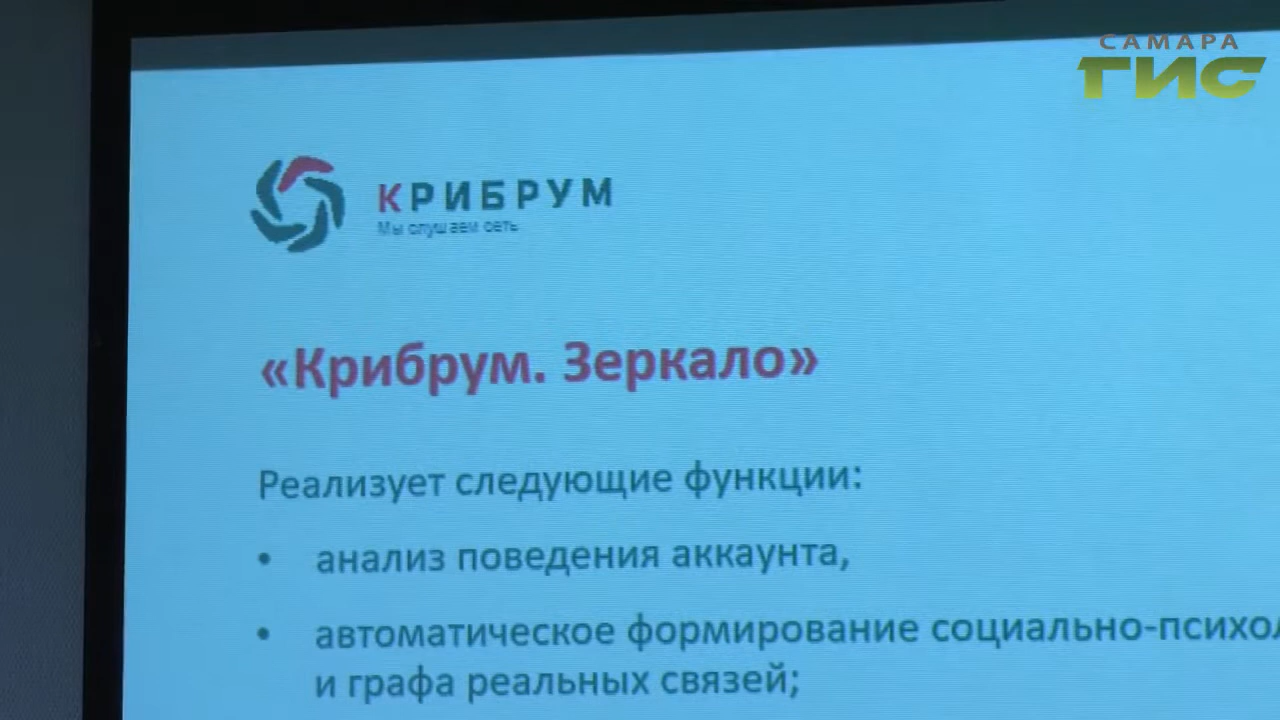 САМАРА
ГИС
КРИБРУМ
Мы слушаем сеть
«Крибрум. Зеркало»
Реализует следующие функции:
• анализ поведения аккаунта,
• автоматическое формирование социально-психол
и графа реальных связей;